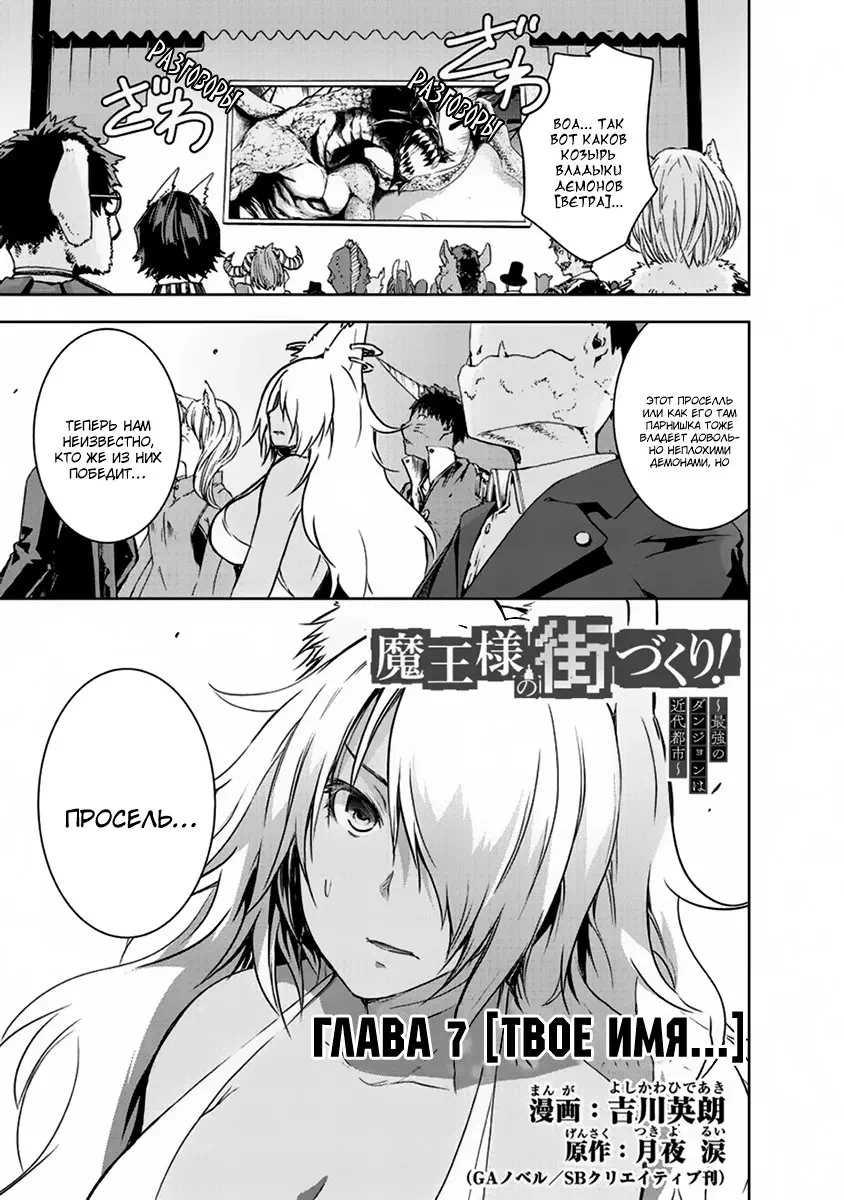 ざわ
РАЗГОВОРЫ
ВОА... ТАК
ВОТ КАКОВ
КОЗЫРЬ
ВЛАДЫКИ
ДЕМОНОВ
[ВЕТРА]...
ざわ
РАЗГОВОРЫ
ЭТОТ ПРОСЕЛЛЬ
ИЛИ КАК ЕГО ТАМ
ПАРНИШКА ТОЖЕ
ВЛАДЕЕТ ДОВОЛЬ-
НО НЕПЛОХИМИ
ДЕМОНАМИ, НО
ТЕПЕРЬ НАМ
НЕИЗВЕСТНО,
КТО ЖЕ ИЗ НИХ
ПОБЕДИТ...
魔王様の街づくり!
~最強の
ダンジョンは
近代都市~
ПРОСЕЛЬ...
ГЛАВА 7 [ТВОЕ ИМЯ...]
まんが よしかわひであき
漫画:吉川英朗
げんさく つきよ るい
原作:月夜 涙
(GAノベル/SBクリエイティブ刊)